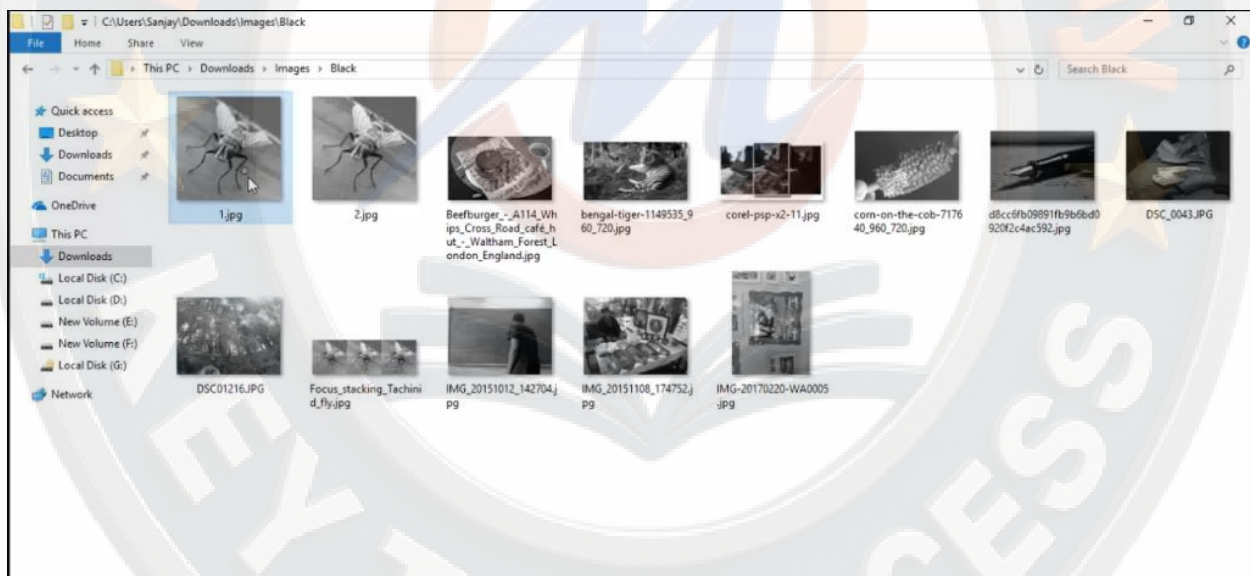 C:\Users\Sanjay\Downloads\Images\Black
File Home Share View
This PC > Downloads > Images > Black
Search Black
Quick access
Desktop
Downloads
Documents
OneDrive
This PC
Downloads
Local Disk (C:)
Local Disk (D:)
New Volume (E:)
New Volume (F:)
Local Disk (G:)
Network
1.jpg
2.jpg
Beefburger_-_A114_Wh
ips_Cross_Road_café_h
ut_-_Waltham_Forest_L
ondon_England.jpg
bengal-tiger-1149535_9
60_720.jpg
corel-psp-x2-11.jpg
corn-on-the-cob-7176
40_960_720.jpg
d8cc6fb09891fb9b6bd0
920f2c4ac592.jpg
DSC_0043.JPG
DSC01216.JPG
Focus_stacking_Tachini
d_fly.jpg
IMG_20151012_142704.j
pg
IMG_20151108_174752.j
pg
IMG-20170220-WA0005
.jpg